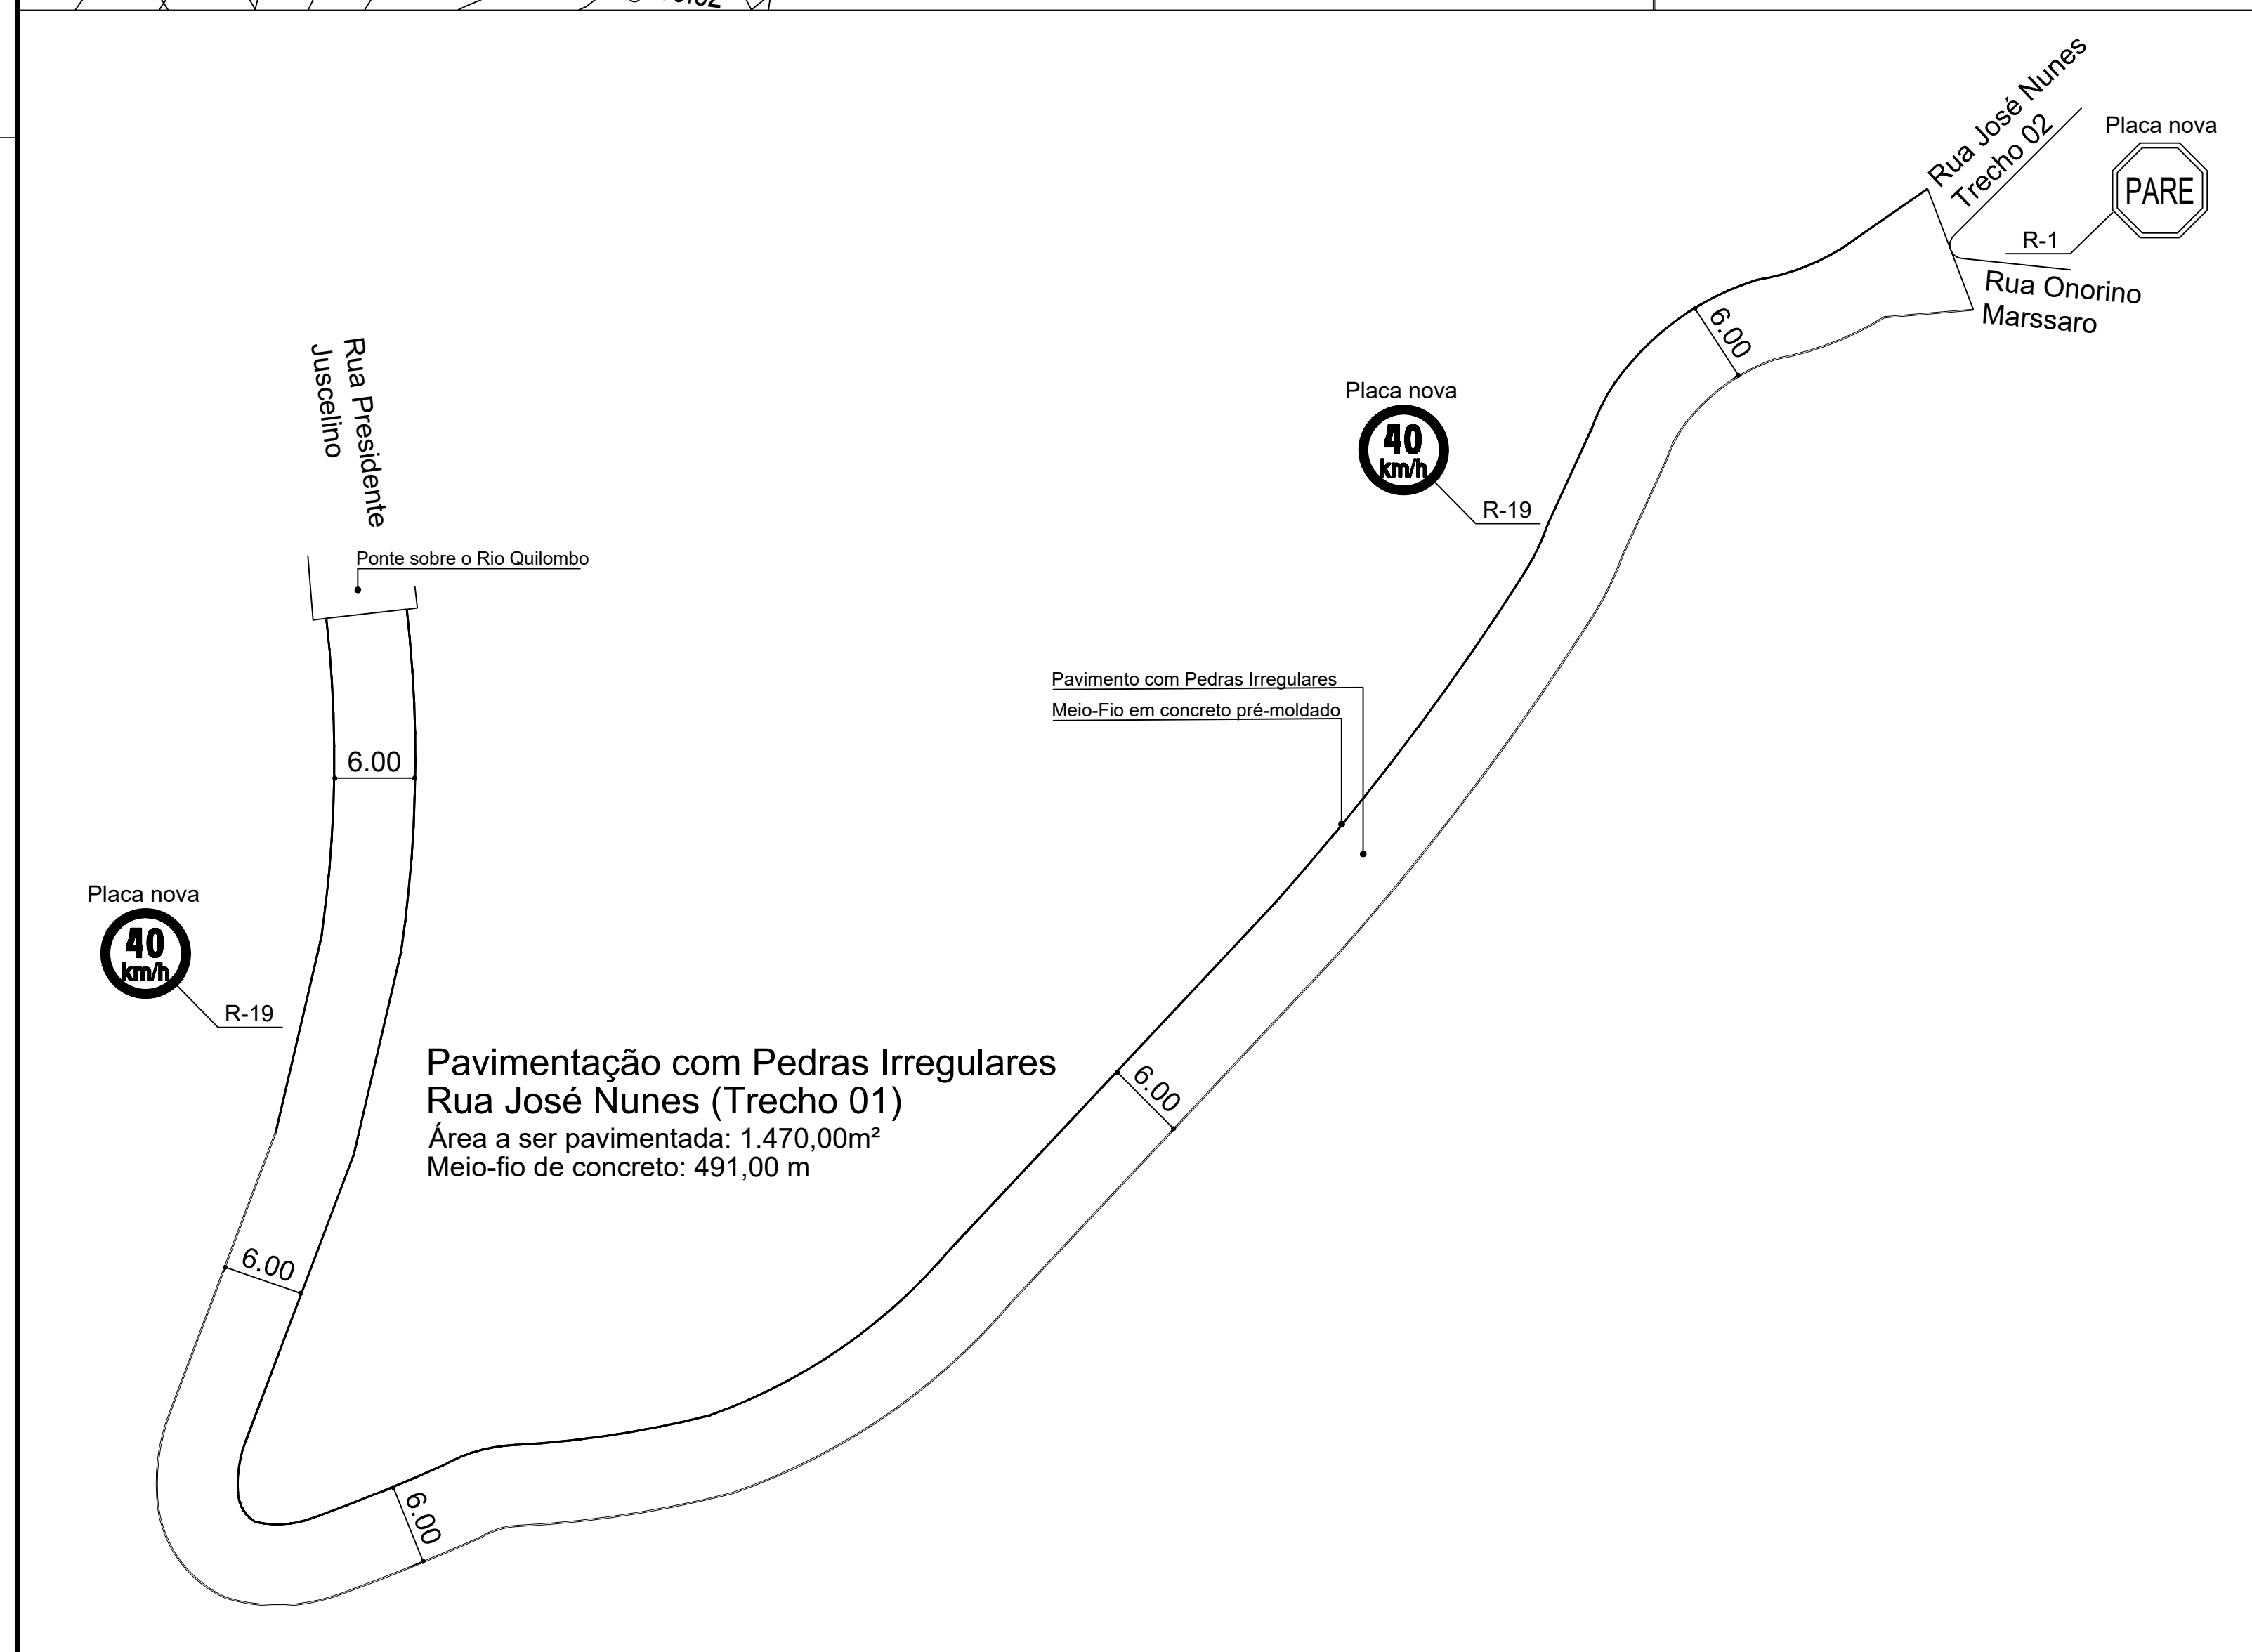 Rua José Nunes
Trecho 02
Placa nova
PARE
R-1
Rua Onorino
Marssaro
6.00
Placa nova
40
km/h
R-19
Rua Presidente
Juscelino
Ponte sobre o Rio Quilombo
Pavimento com Pedras Irregulares
Meio-Fio em concreto pré-moldado
6.00
Placa nova
40
km/h
R-19
Pavimentação com Pedras Irregulares
Rua José Nunes (Trecho 01)
Área a ser pavimentada: 1.470,00m²
Meio-fio de concreto: 491,00 m
6.00
6.00
6.00